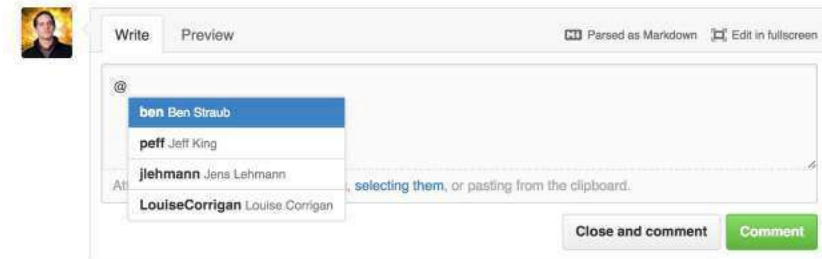 Write Preview Parsed as Markdown Edit in fullscreen
@
ben Ben Straub
peff Jeff King
jlehmann Jens Lehmann
At , selecting them, or pasting from the clipboard.
LouiseCorrigan Louise Corrigan
Close and comment Comment